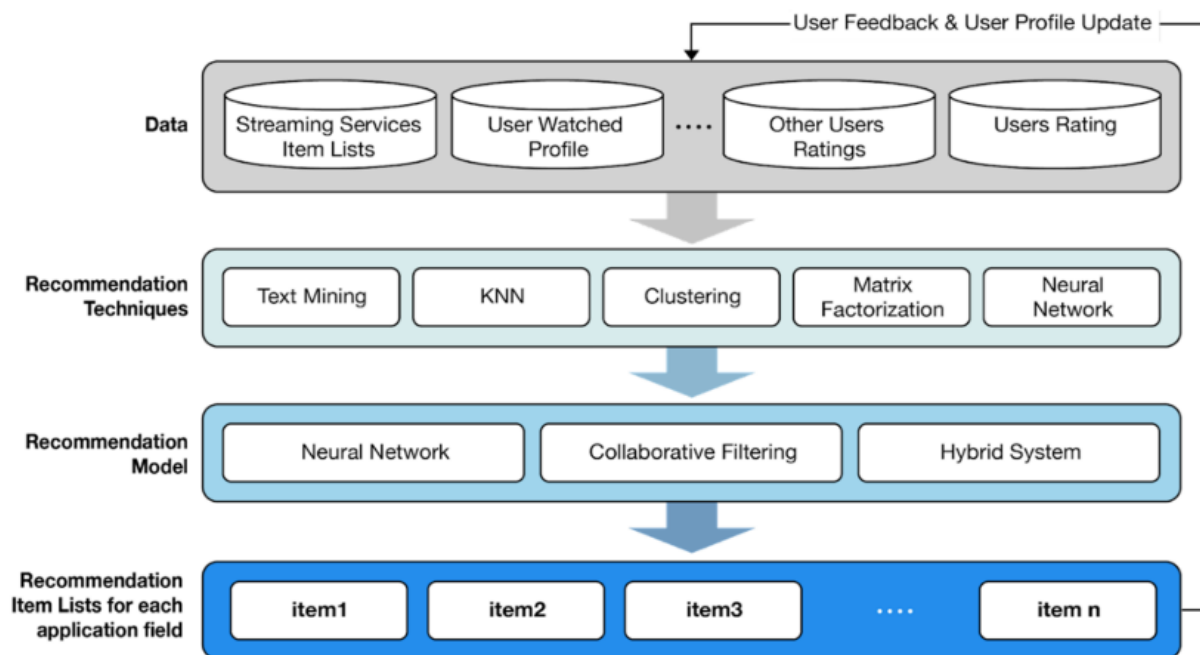 User Feedback & User Profile Update
Data
Streaming Services
Item Lists
User Watched
Profile
....
Other Users
Ratings
Users Rating
Recommendation
Techniques
Text Mining
KNN
Clustering
Matrix
Factorization
Neural
Network
Recommendation
Model
Neural Network
Collaborative Filtering
Hybrid System
Recommendation
Item Lists for each
application field
item1
item2
item3
....
item n